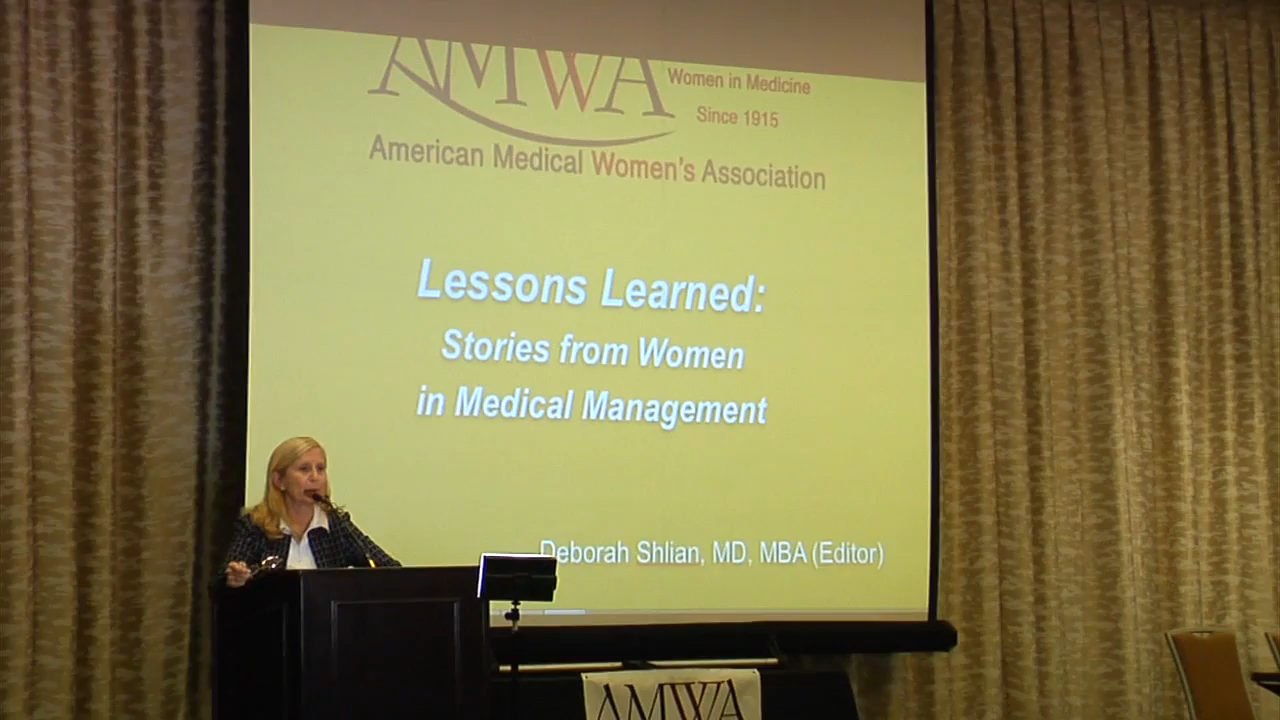 AMWA
Women in Medicine
Since 1915
American Medical Women's Association
Lessons Learned:
Stories from Women
in Medical Management
Deborah Shlian, MD, MBA (Editor)
AMWA